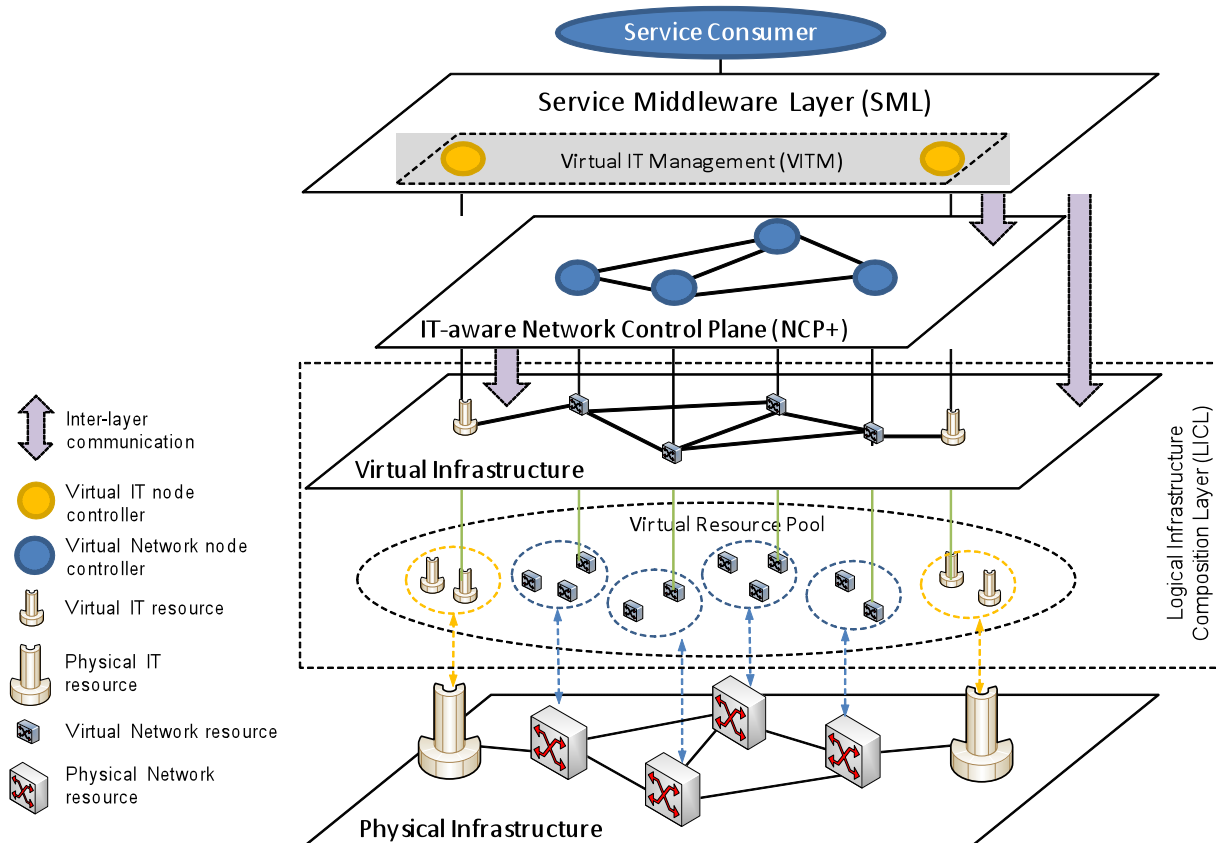 Service Consumer
Service Middleware Layer (SML)
Virtual IT Management (VITM)
IT-aware Network Control Plane (NCP+)
Virtual Infrastructure
Virtual Resource Pool
Logical Infrastructure
Composition Layer (LICL)
Physical Infrastructure
Inter-layer
communication
Virtual IT node
controller
Virtual Network node
controller
Virtual IT resource
Physical IT
resource
Virtual Network resource
Physical Network
resource